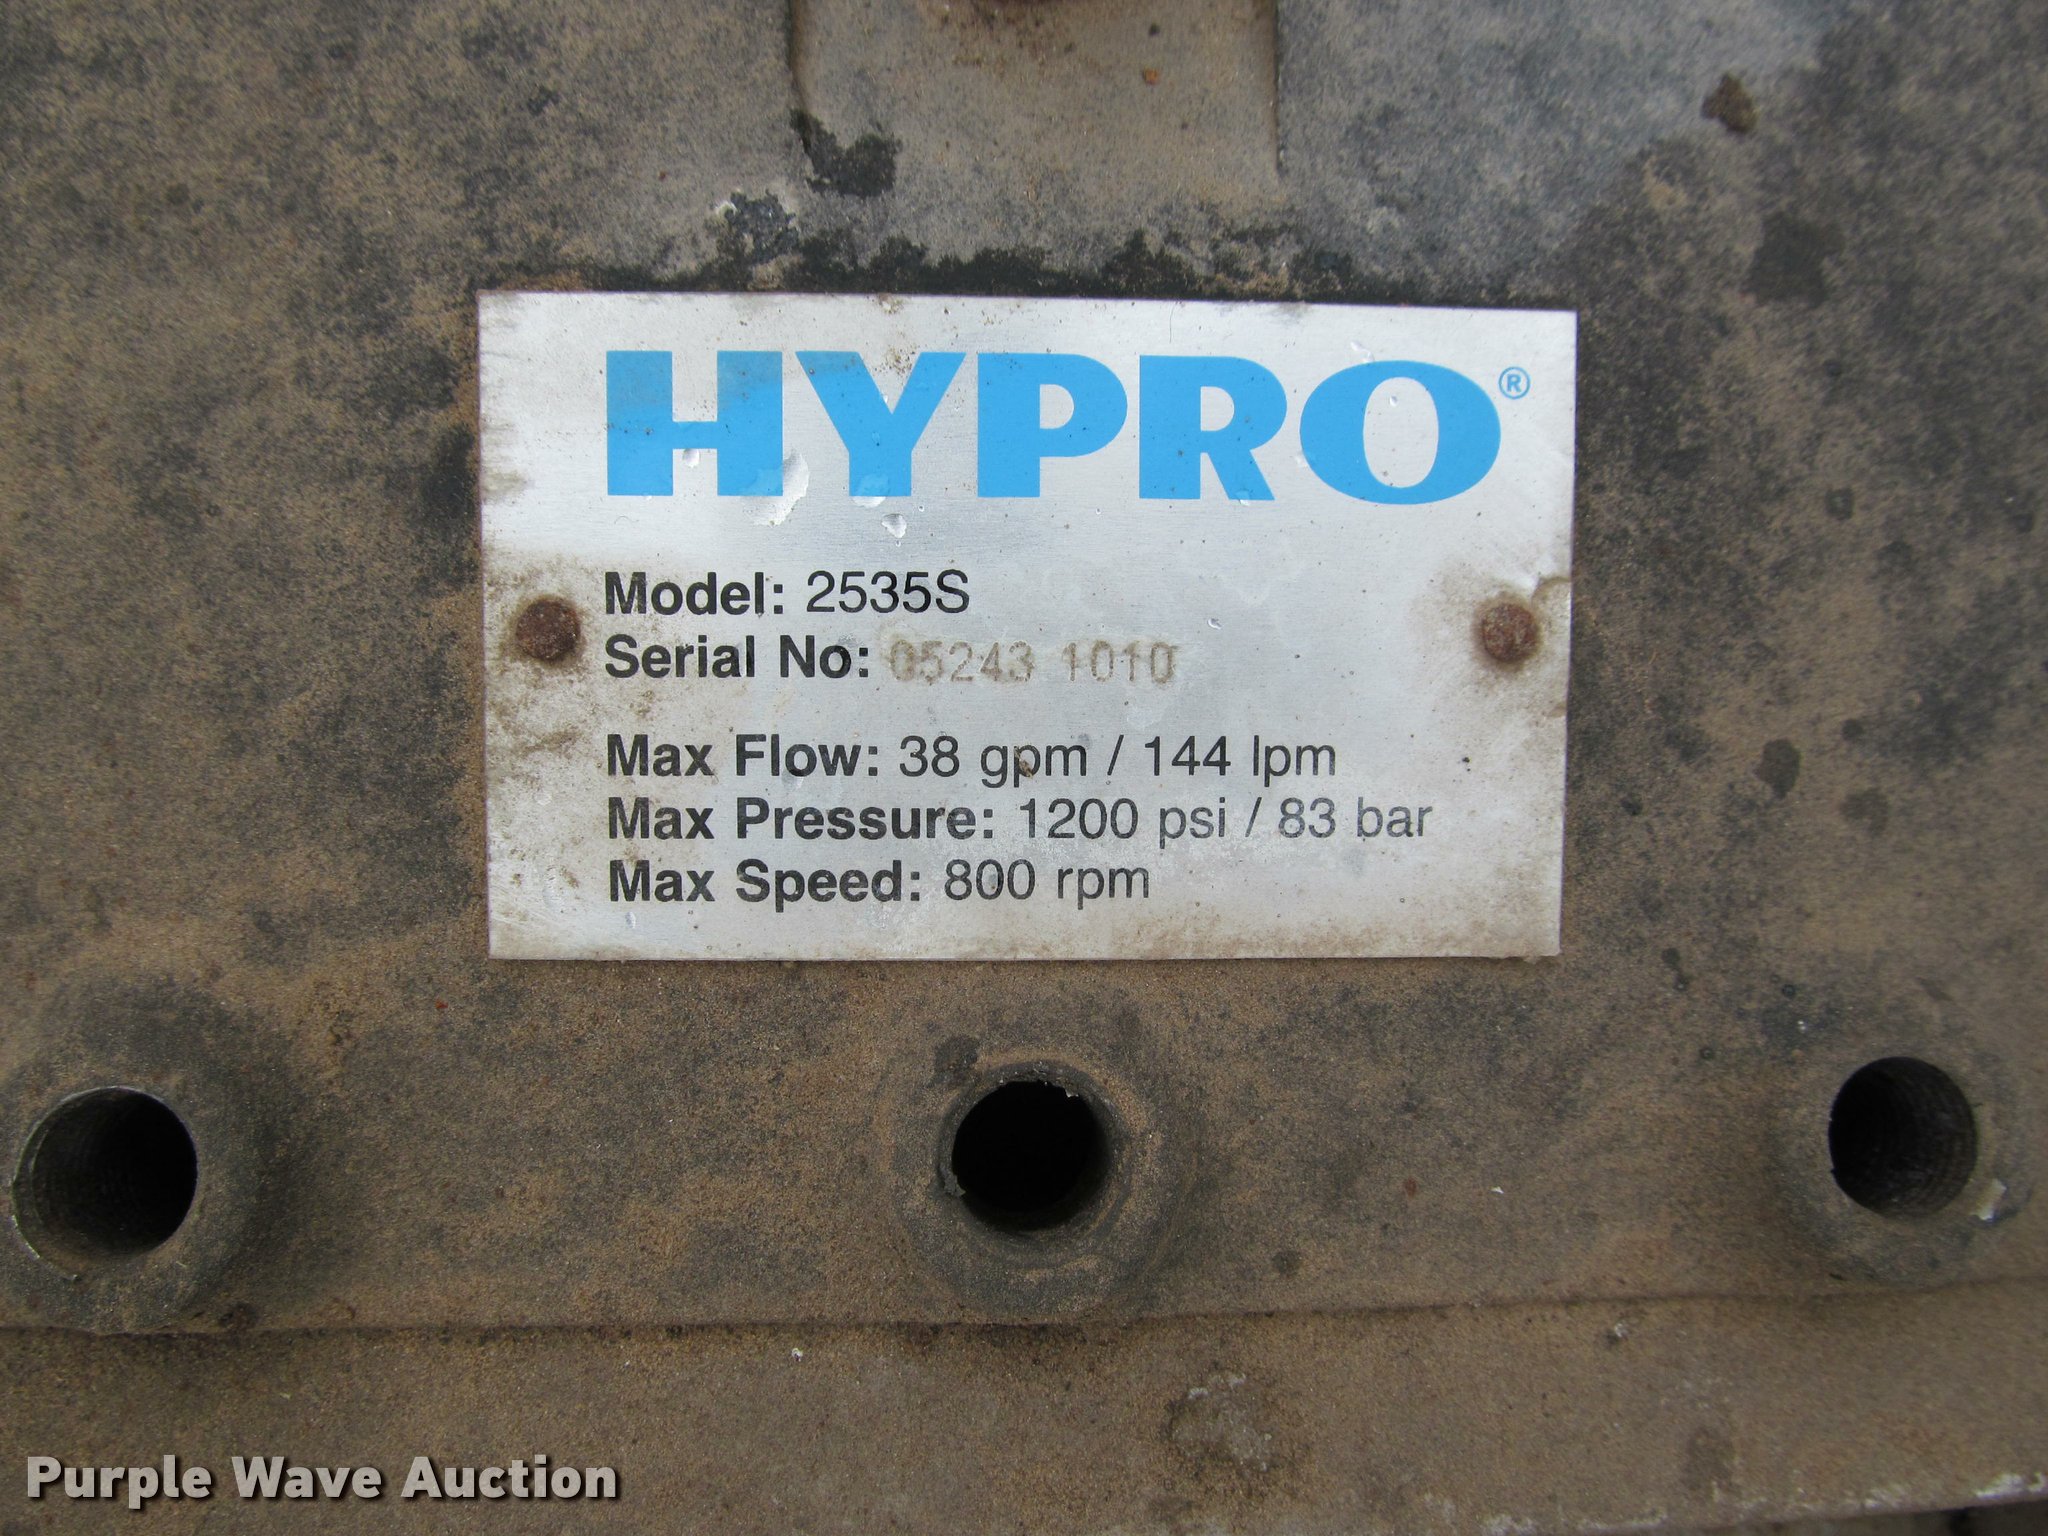 HYPRO®
Model: 2535S
Serial No: 05243 1010
Max Flow: 38 gpm / 144 lpm
Max Pressure: 1200 psi / 83 bar
Max Speed: 800 rpm
Purple Wave Auction